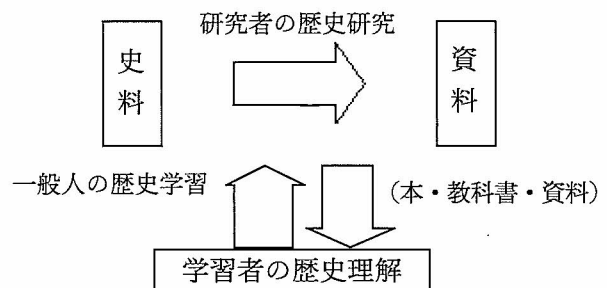 研究者の歴史研究
史料
資料
一般人の歴史学習
(本・教科書・資料)
学習者の歴史理解